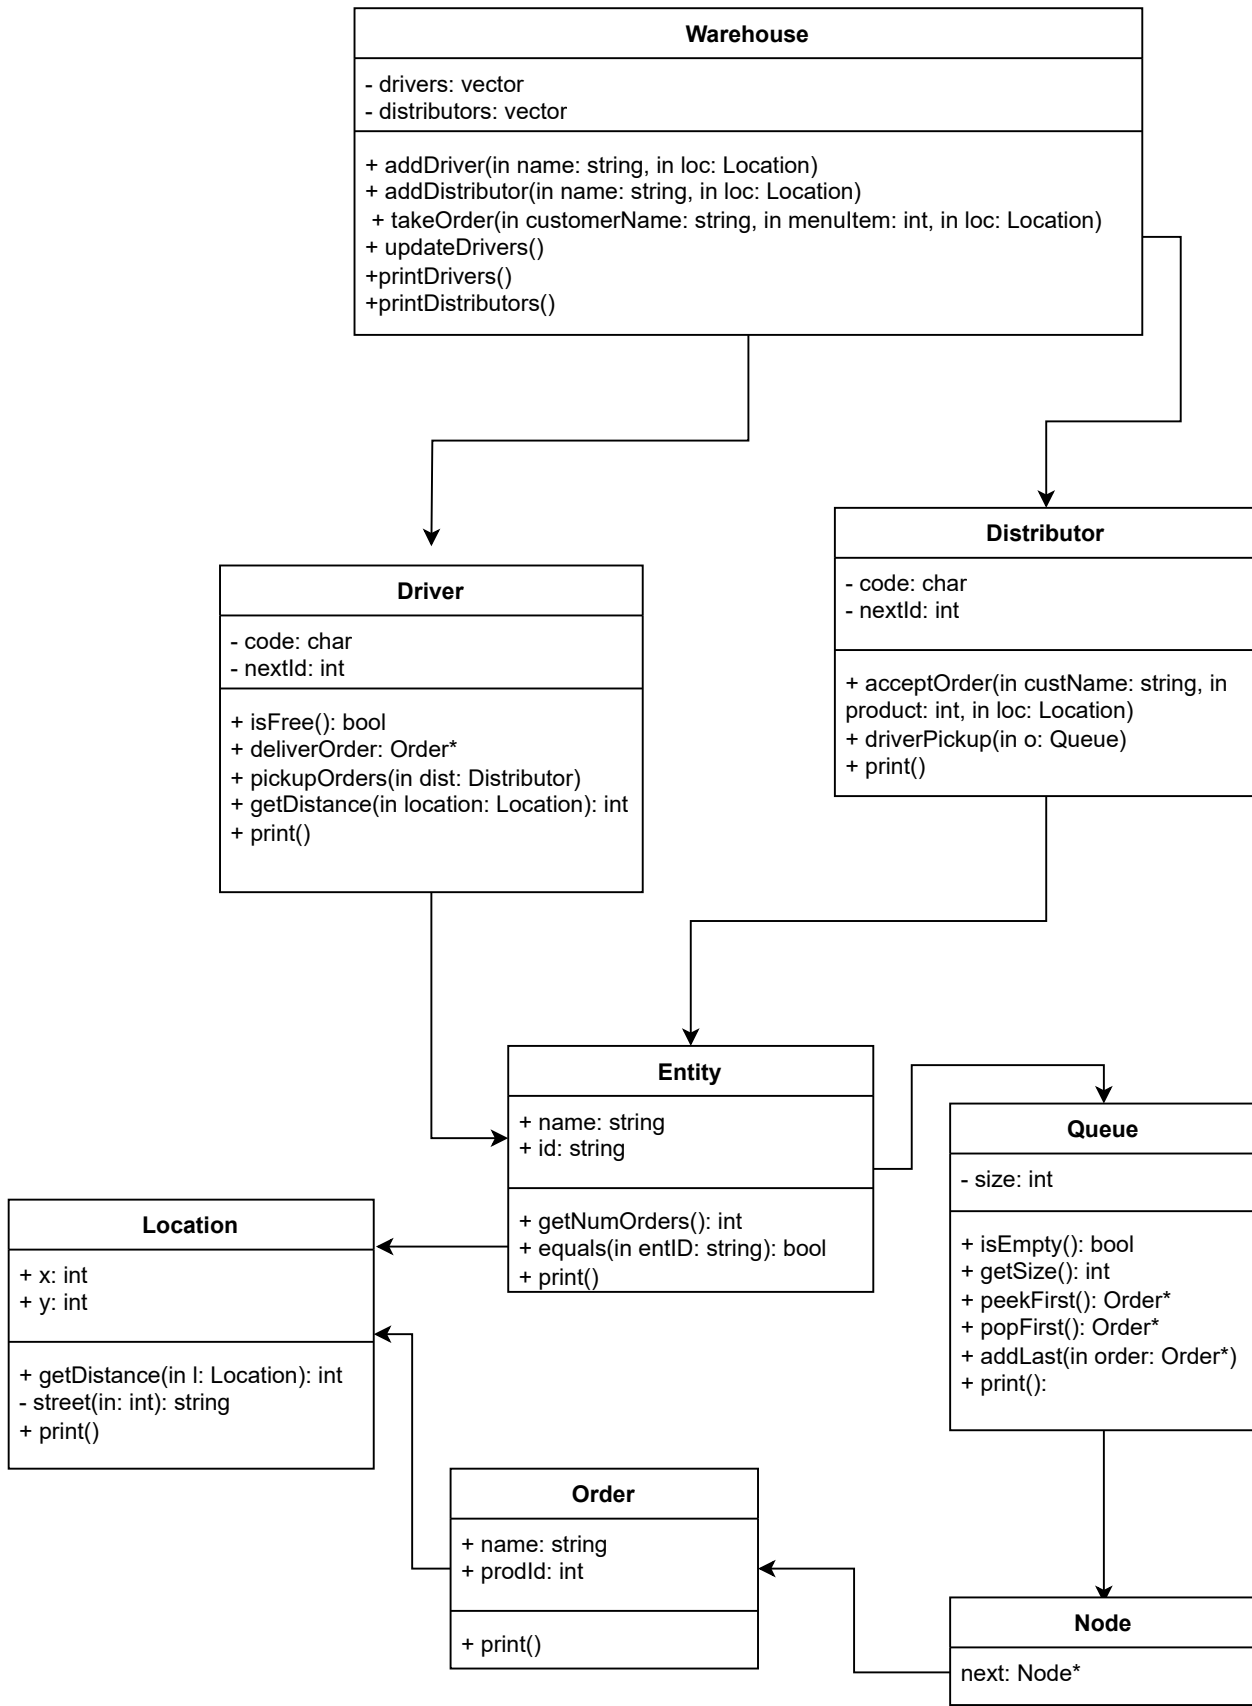 Warehouse
- drivers: vector
- distributors: vector
+ addDriver(in name: string, in loc: Location)
+ addDistributor(in name: string, in loc: Location)
+ takeOrder(in customerName: string, in menuItem: int, in loc: Location)
+ updateDrivers()
+printDrivers()
+printDistributors()
Distributor
- code: char
- nextId: int
+ acceptOrder(in custName: string, in
product: int, in loc: Location)
+ driverPickup(in o: Queue)
+ print()
Driver
- code: char
- nextId: int
+ isFree(): bool
+ deliverOrder: Order*
+ pickupOrders(in dist: Distributor)
+ getDistance(in location: Location): int
+ print()
Entity
+ name: string
+ id: string
+ getNumOrders(): int
+ equals(in entID: string): bool
+ print()
Queue
- size: int
+ isEmpty(): bool
+ getSize(): int
+ peekFirst(): Order*
+ popFirst(): Order*
+ addLast(in order: Order*)
+ print():
Location
+ x: int
+ y: int
+ getDistance(in l: Location): int
- street(in: int): string
+ print()
Order
+ name: string
+ prodId: int
+ print()
Node
next: Node*